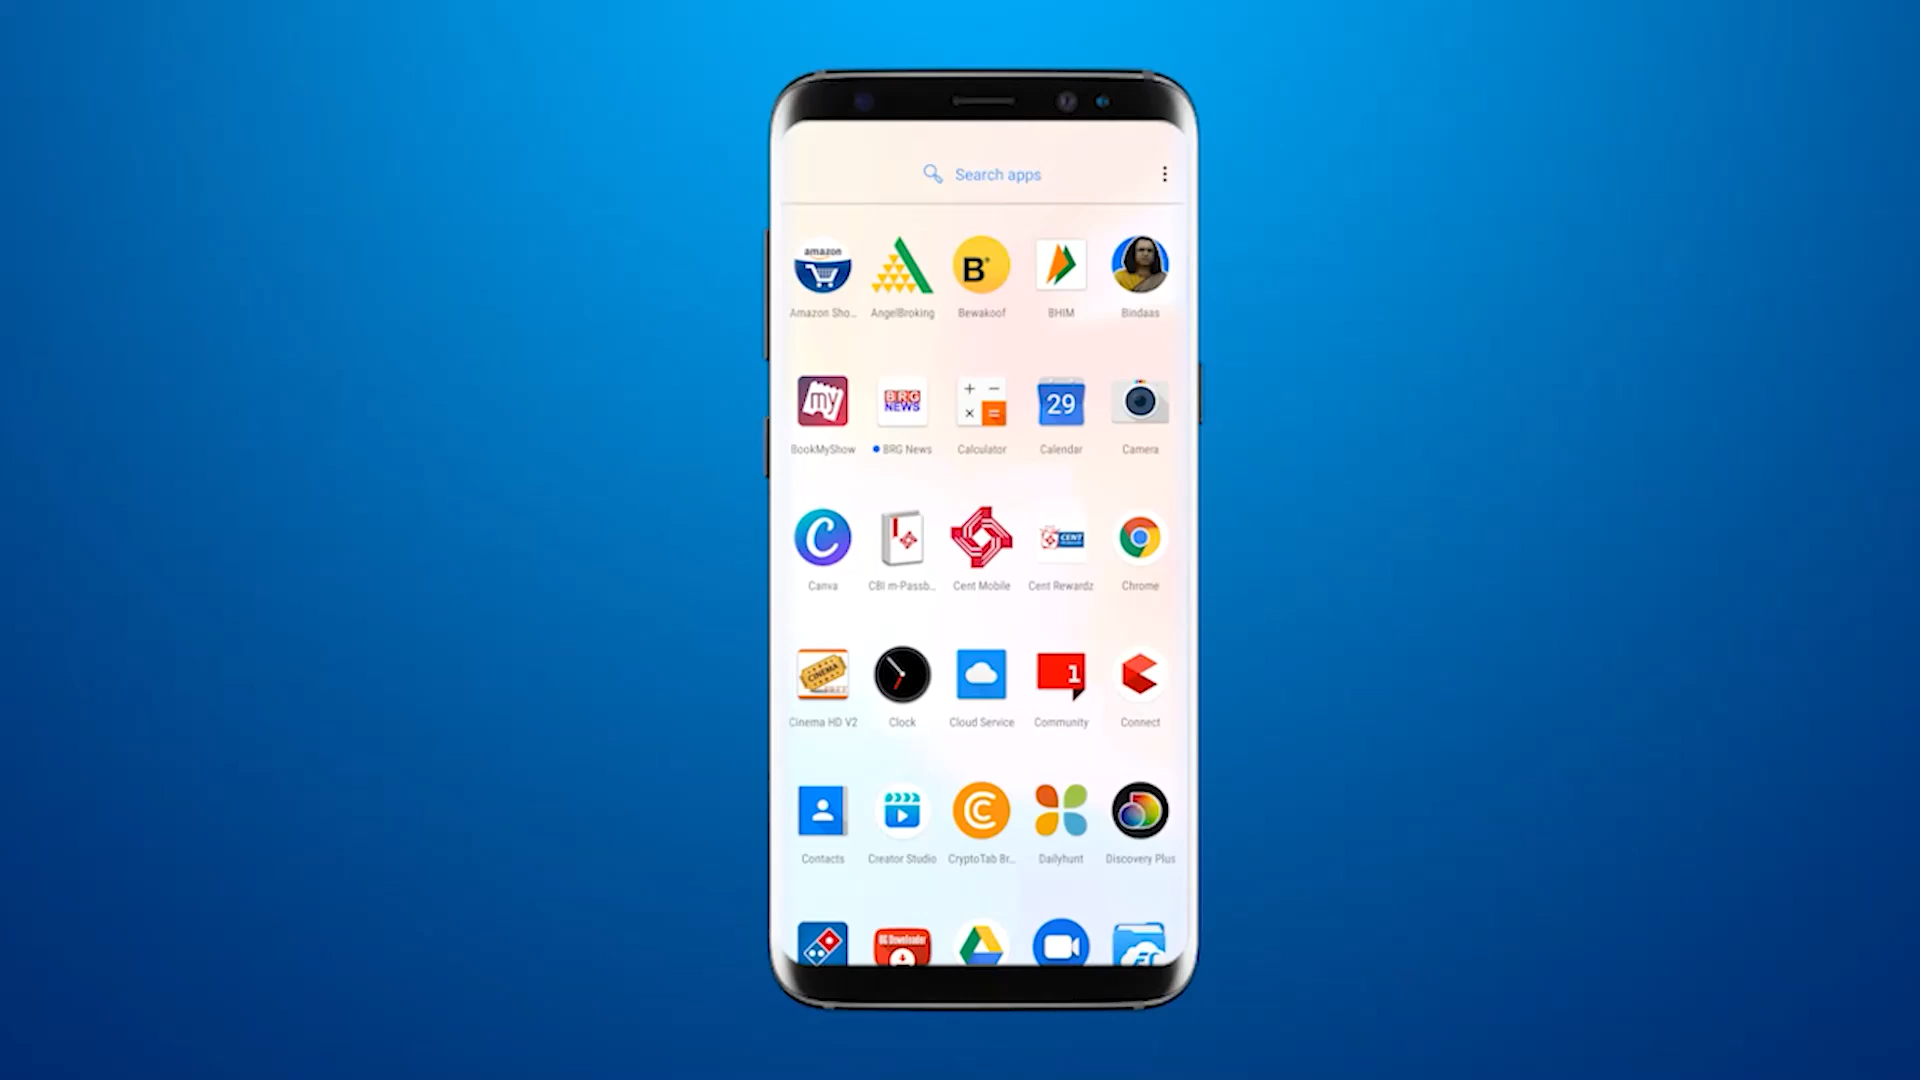 Search apps
amazon
B+
Amazon Sho...
AngelBroking
Bewakoof
BHIM
Bindaas
my
BRG
NEWS
+ −
× =
29
BookMyShow
BRG News
Calculator
Calendar
Camera
C
CENT
Canva
CBI m-Passb...
Cent Mobile
Cent Rewardz
Chrome
CINEMA
1
Cinema HD V2
Clock
Cloud Service
Community
Connect
C
Contacts
Creator Studio
CryptoTab Br...
Dailyhunt
Discovery Plus
Downloader